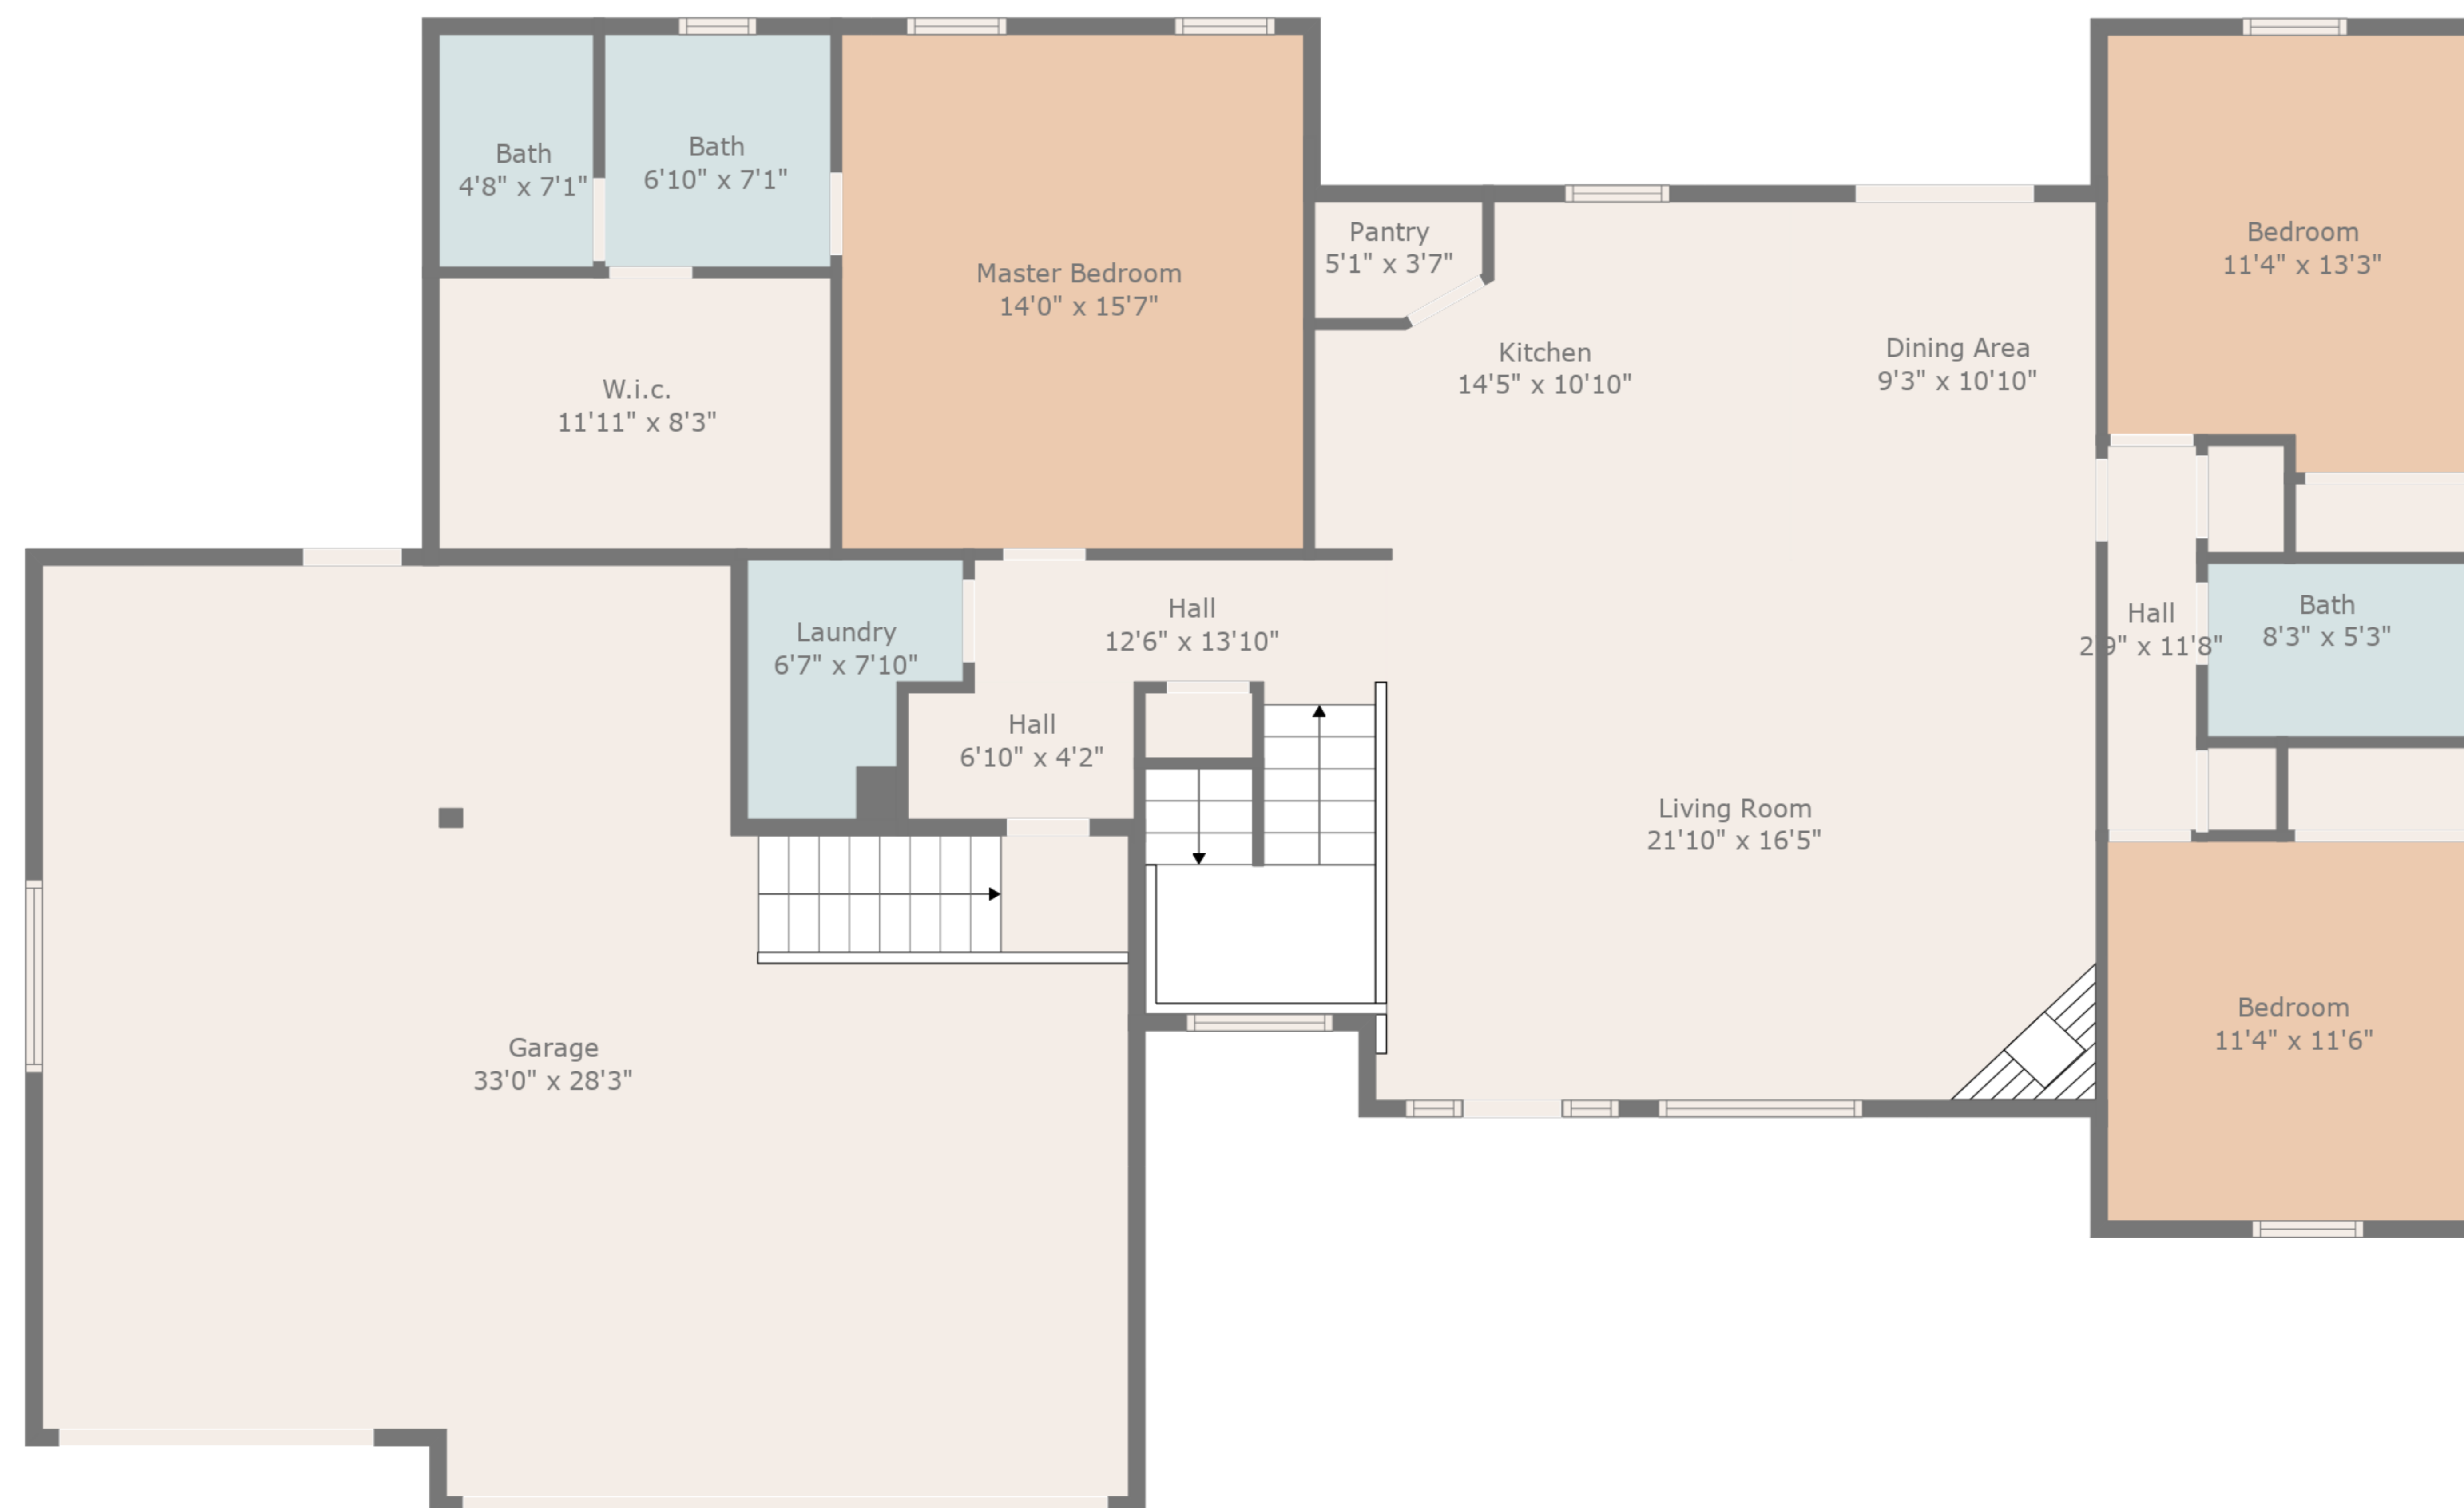 Bath
4'8" x 7'1"
Bath
6'10" x 7'1"
Master Bedroom
14'0" x 15'7"
Pantry
5'1" x 3'7"
Kitchen
14'5" x 10'10"
Dining Area
9'3" x 10'10"
Bedroom
11'4" x 13'3"
W.i.c.
11'11" x 8'3"
Laundry
6'7" x 7'10"
Hall
12'6" x 13'10"
Hall
6'10" x 4'2"
Hall
2'9" x 11'8"
Bath
8'3" x 5'3"
Living Room
21'10" x 16'5"
Garage
33'0" x 28'3"
Bedroom
11'4" x 11'6"